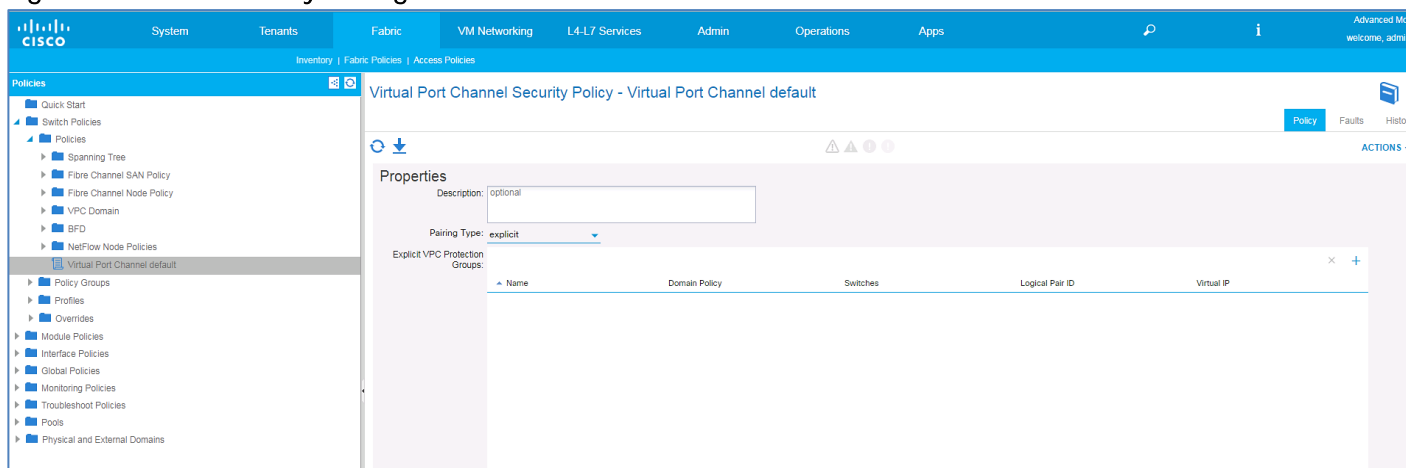 CISCO System Tenants Fabric VM Networking L4-L7 Services Admin Operations Apps i Advanced Mo
welcome, admi
Inventory | Fabric Policies | Access Policies
Policies
Quick Start
Switch Policies
Policies
Spanning Tree
Fibre Channel SAN Policy
Fibre Channel Node Policy
VPC Domain
BFD
NetFlow Node Policies
Virtual Port Channel default
Policy Groups
Profiles
Overrides
Module Policies
Interface Policies
Global Policies
Monitoring Policies
Troubleshoot Policies
Pools
Physical and External Domains
Virtual Port Channel Security Policy - Virtual Port Channel default
Policy Faults Histo
ACTIONS
Properties
Description: optional
Pairing Type: explicit
Explicit VPC Protection
Groups:
Name Domain Policy Switches Logical Pair ID Virtual IP